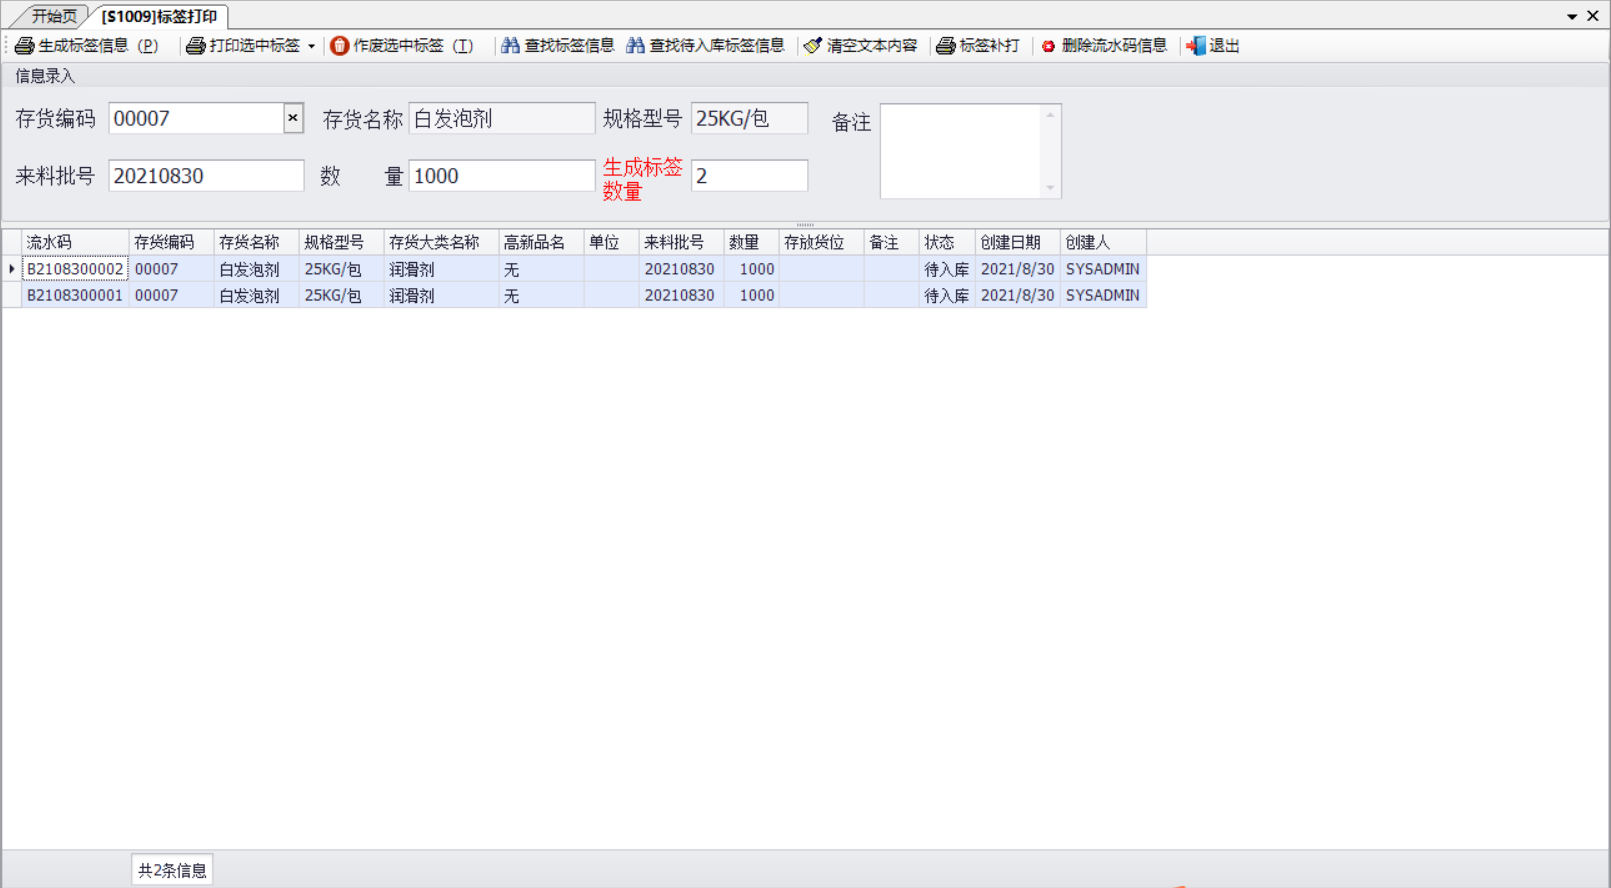 开始页 [S1009]标签打印
生成标签信息 (P) 打印选中标签 作废选中标签 (I) 查找标签信息 查找待入库标签信息 清空文本内容 标签补打 删除流水码信息 退出
信息录入
存货编码 00007 存货名称 白发泡剂 规格型号 25KG/包 备注
来料批号 20210830 数 量 1000 生成标签数量 2
流水码 存货编码 存货名称 规格型号 存货大类名称 高新品名 单位 来料批号 数量 存放货位 备注 状态 创建日期 创建人
B2108300002 00007 白发泡剂 25KG/包 润滑剂 无 20210830 1000 待入库 2021/8/30 SYSADMIN
B2108300001 00007 白发泡剂 25KG/包 润滑剂 无 20210830 1000 待入库 2021/8/30 SYSADMIN
共2条信息